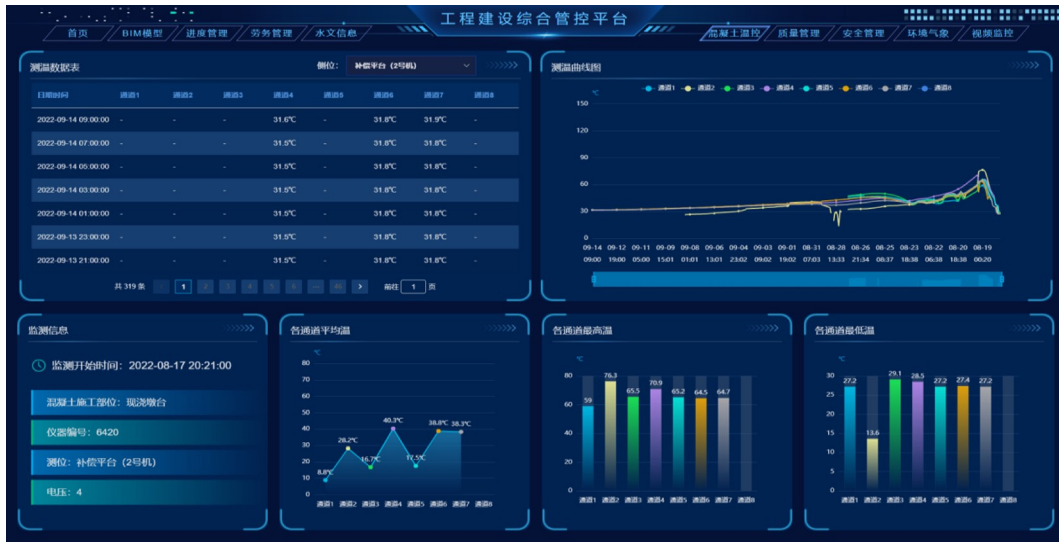 工程建设综合管控平台
首页 BIM模型 进度管理 劳务管理 水文信息 混凝土温控 质量管理 安全管理 环境气象 视频监控
测温数据表 侧位： 补偿平台（2号机）
日期时间 通道1 通道2 通道3 通道4 通道5 通道6 通道7 通道8
2022-09-14 09:00:00 - - - 31.6℃ - 31.8℃ 31.9℃ -
2022-09-14 07:00:00 - - - 31.5℃ - 31.8℃ 31.8℃ -
2022-09-14 05:00:00 - - - 31.5℃ - 31.8℃ 31.8℃ -
2022-09-14 03:00:00 - - - 31.5℃ - 31.8℃ 31.8℃ -
2022-09-14 01:00:00 - - - 31.5℃ - 31.8℃ 31.8℃ -
2022-09-13 23:00:00 - - - 31.5℃ - 31.8℃ 31.8℃ -
2022-09-13 21:00:00 - - - 31.5℃ - 31.8℃ 31.8℃ -
共 319 条 1 2 3 4 5 6 ... 46 前往 1 页
测温曲线图
通道1 通道2 通道3 通道4 通道5 通道6 通道7 通道8
℃
150
120
90
60
30
0
09-14 09-12 09-11 09-09 09-08 09-06 09-04 09-03 09-01 08-31 08-28 08-26 08-25 08-23 08-22 08-20 08-19
09:00 19:00 05:00 15:01 01:01 13:01 23:02 09:02 19:02 07:03 13:33 21:34 08:37 18:38 06:38 18:38 00:20
监测信息
监测开始时间：2022-08-17 20:21:00
混凝土施工部位：现浇墩台
仪器编号：6420
测位：补偿平台（2号机）
电压：4
各通道平均温
℃
80
70
60
50
40
30
20
10
0
8.8℃ 28.2℃ 16.7℃ 40.3℃ 17.5℃ 38.8℃ 38.3℃
通道1 通道2 通道3 通道4 通道5 通道6 通道7 通道8
各通道最高温
℃
80
60
40
20
0
59 76.3 65.5 70.9 65.2 64.5 64.7
通道1 通道2 通道3 通道4 通道5 通道6 通道7 通道8
各通道最低温
℃
30
25
20
15
10
5
0
27.2 13.6 29.1 28.5 27.2 27.4 27.2
通道1 通道2 通道3 通道4 通道5 通道6 通道7 通道8